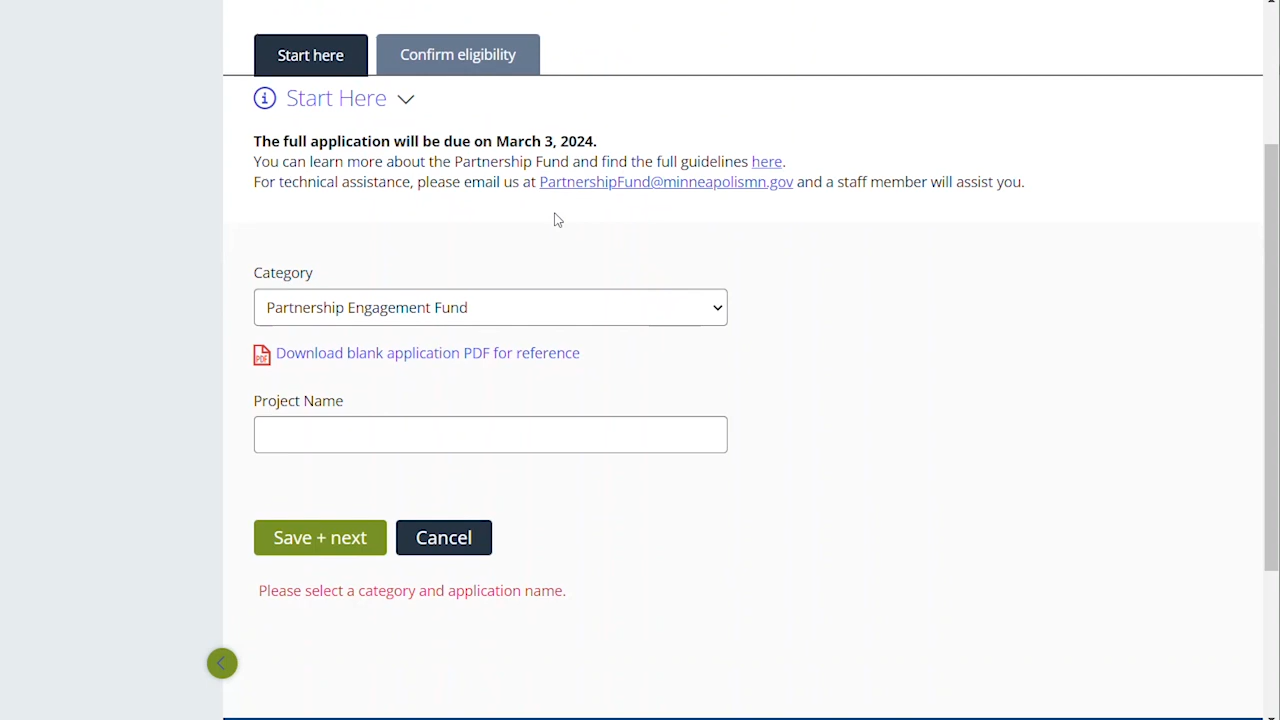 Start here
Confirm eligibility
Start Here
The full application will be due on March 3, 2024.
You can learn more about the Partnership Fund and find the full guidelines here.
For technical assistance, please email us at PartnershipFund@minneapolismn.gov and a staff member will assist you.
Category
Partnership Engagement Fund
PDF
Download blank application PDF for reference
Project Name
Save + next
Cancel
Please select a category and application name.